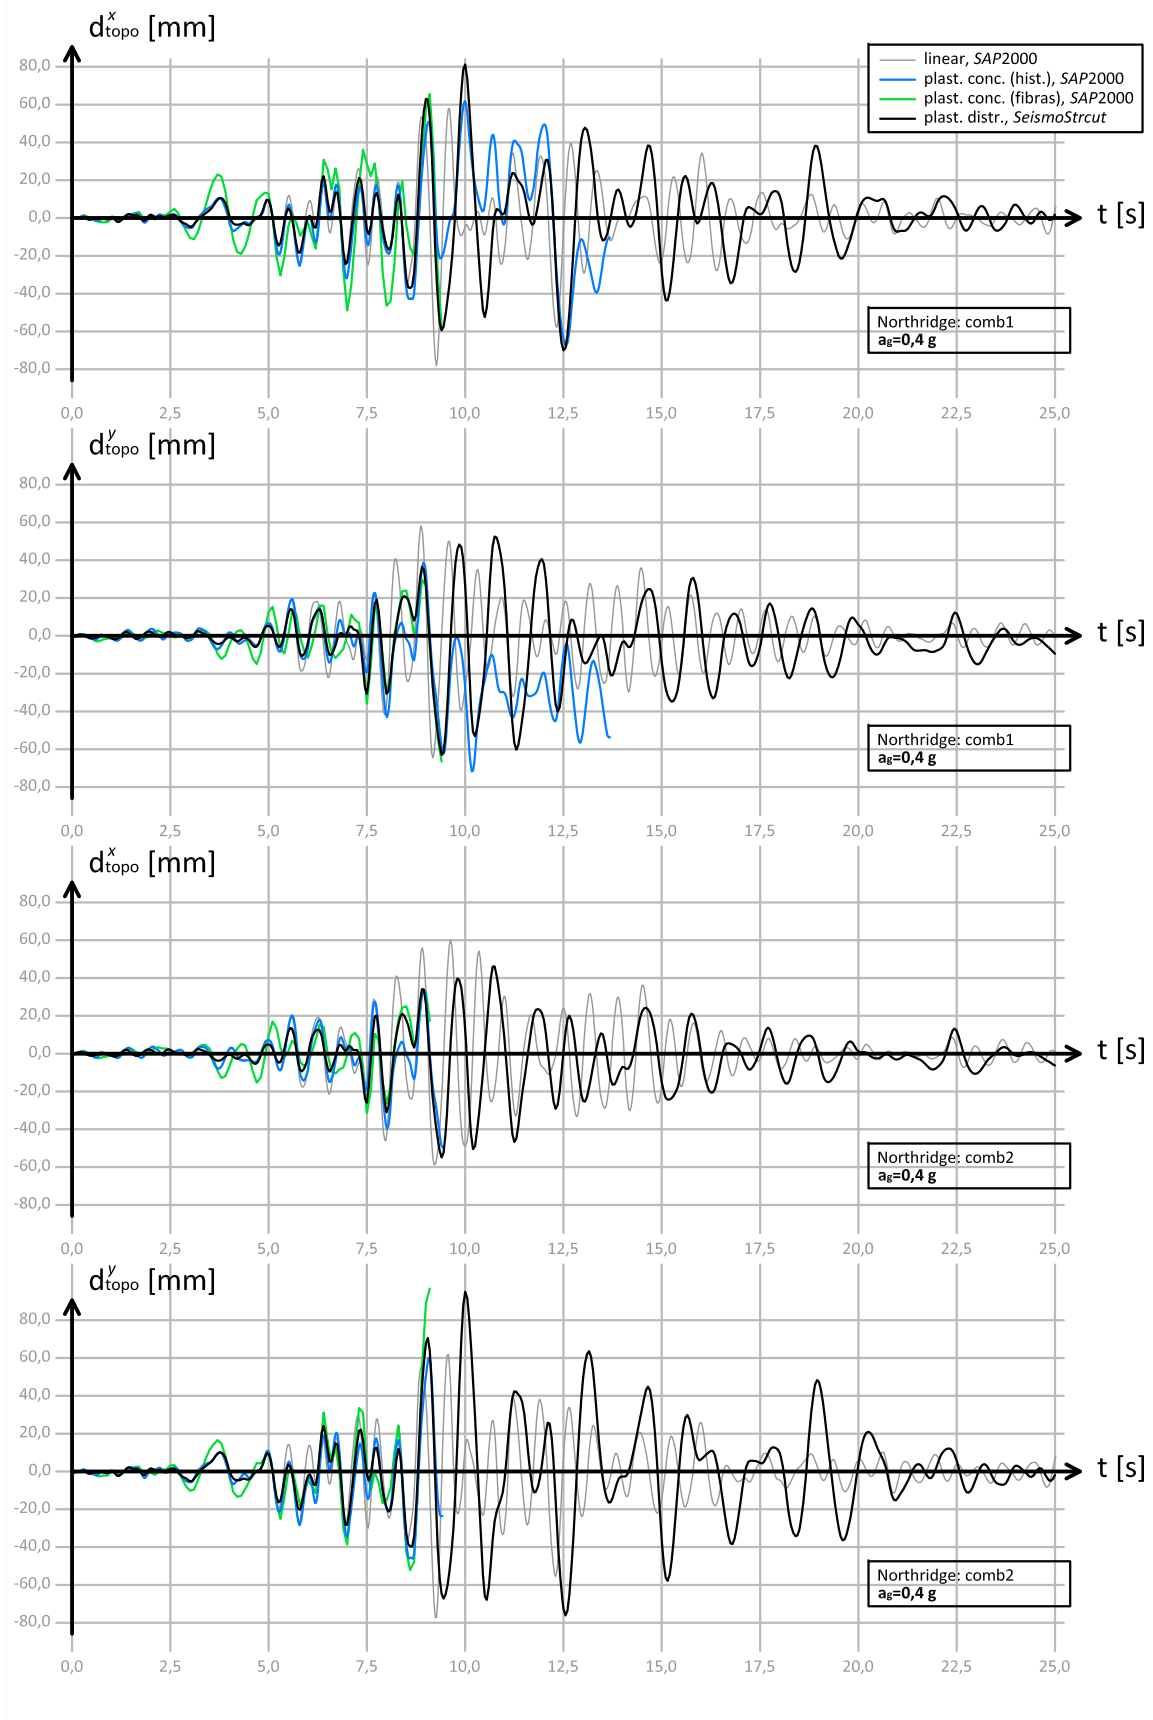 d_topo^x [mm]
linear, SAP2000
plast. conc. (hist.), SAP2000
plast. conc. (fibras), SAP2000
plast. distr., SeismoStrcut
80,0
60,0
40,0
20,0
0,0
-20,0
-40,0
-60,0
-80,0
t [s]
Northridge: comb1
ag=0,4 g
0,0 2,5 5,0 7,5 10,0 12,5 15,0 17,5 20,0 22,5 25,0
d_topo^y [mm]
80,0
60,0
40,0
20,0
0,0
-20,0
-40,0
-60,0
-80,0
t [s]
Northridge: comb1
ag=0,4 g
0,0 2,5 5,0 7,5 10,0 12,5 15,0 17,5 20,0 22,5 25,0
d_topo^x [mm]
80,0
60,0
40,0
20,0
0,0
-20,0
-40,0
-60,0
-80,0
t [s]
Northridge: comb2
ag=0,4 g
0,0 2,5 5,0 7,5 10,0 12,5 15,0 17,5 20,0 22,5 25,0
d_topo^y [mm]
80,0
60,0
40,0
20,0
0,0
-20,0
-40,0
-60,0
-80,0
t [s]
Northridge: comb2
ag=0,4 g
0,0 2,5 5,0 7,5 10,0 12,5 15,0 17,5 20,0 22,5 25,0